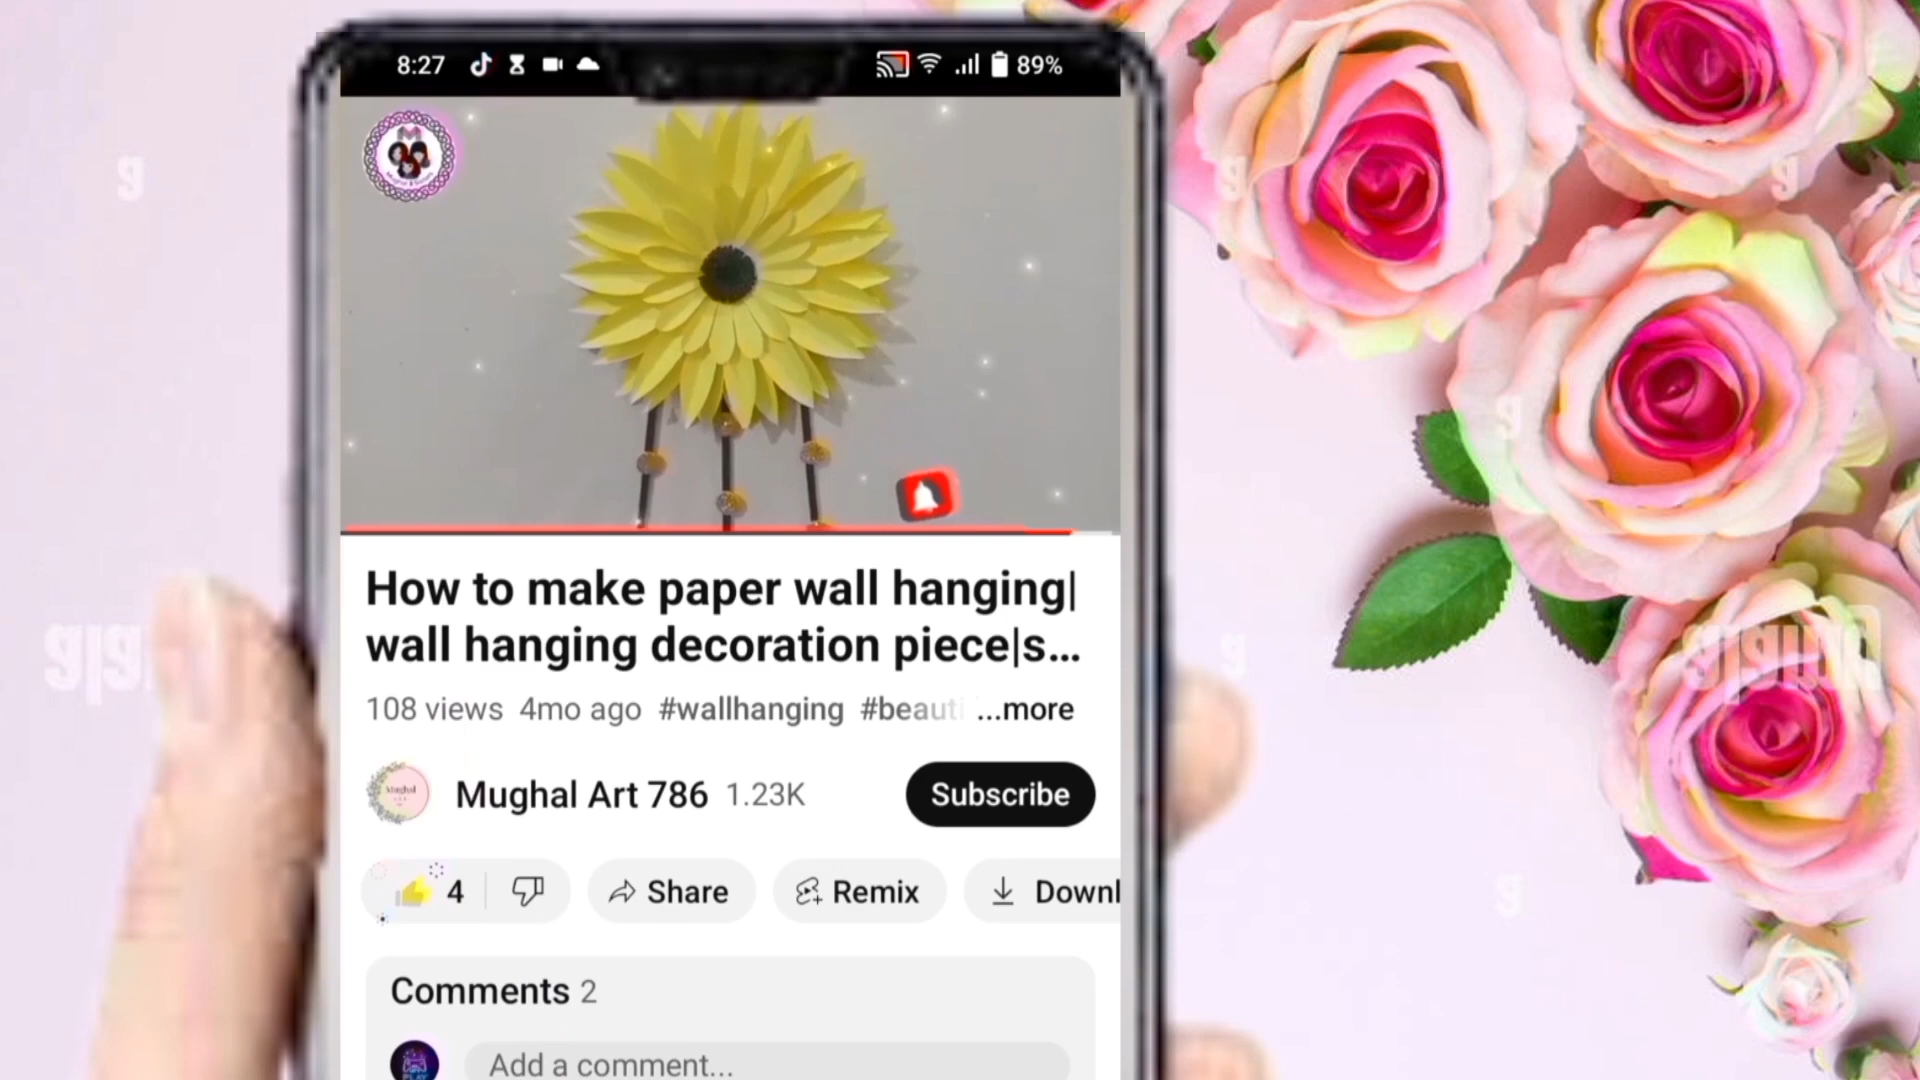 8:27
89%
How to make paper wall hanging|
wall hanging decoration piece|s...
108 views 4mo ago #wallhanging #beauti ...more
Mughal Art 786 1.23K
Subscribe
4
Share
Remix
Downl
Comments 2
Add a comment...